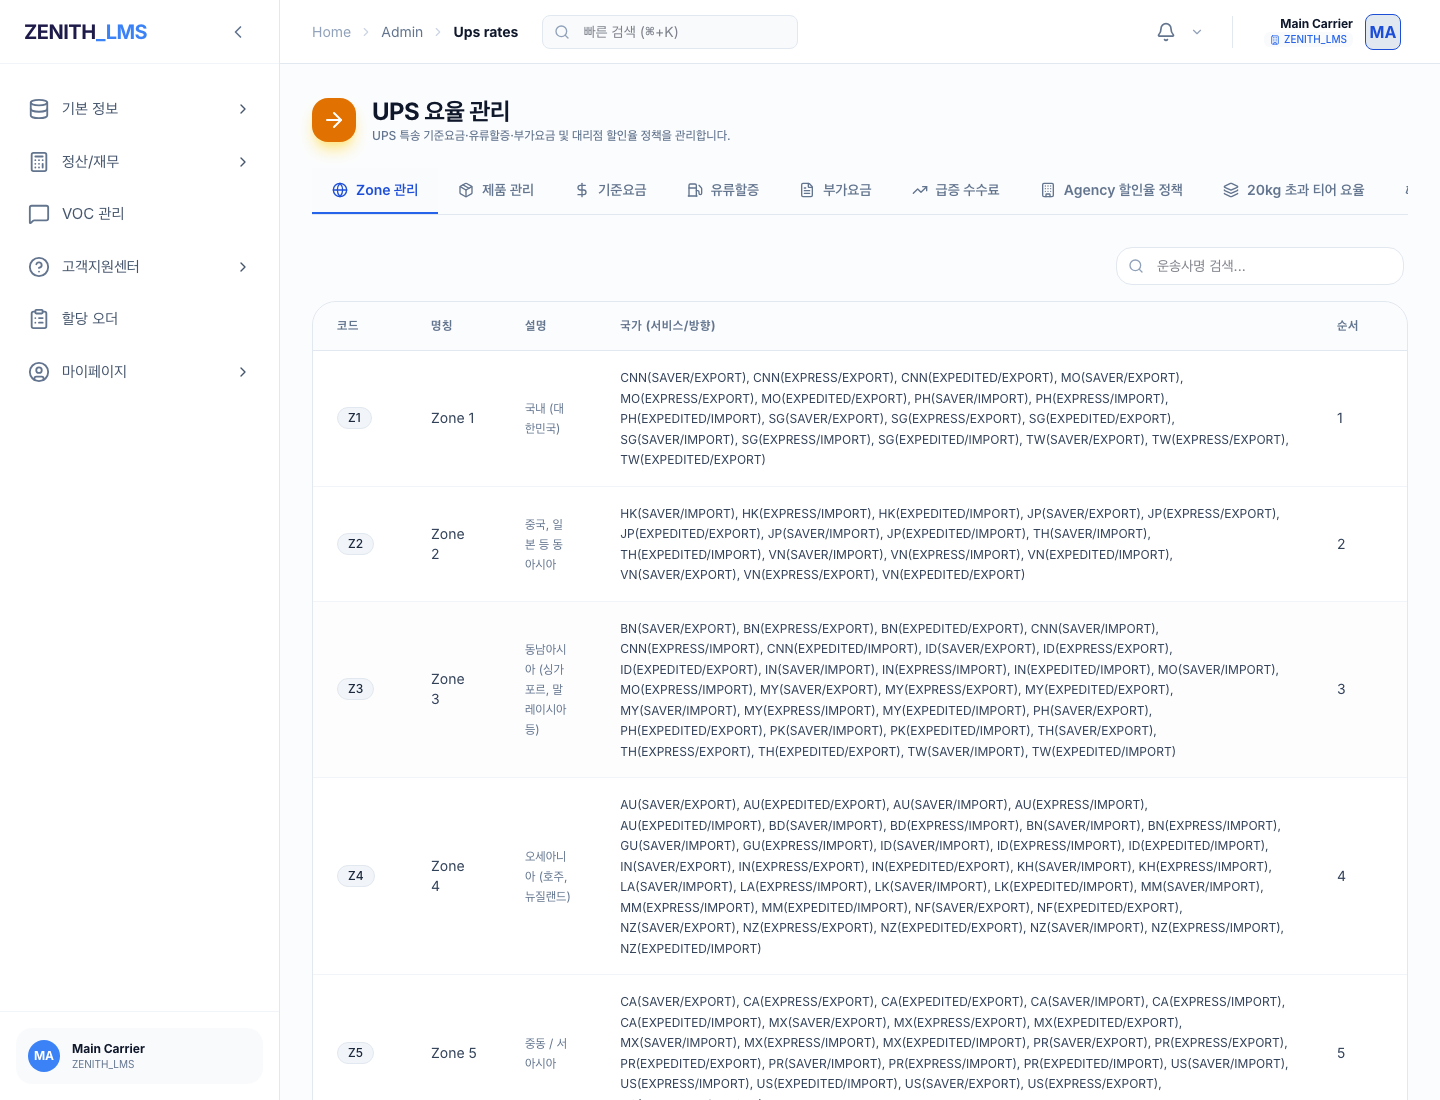 ZENITH_LMS
Home
Admin
Ups rates
빠른 검색 (⌘+K)
Main Carrier
ZENITH_LMS
MA
기본 정보
정산/재무
VOC 관리
고객지원센터
할당 오더
마이페이지
UPS 요율 관리
UPS 특송 기준요금·유류할증·부가요금 및 대리점 할인율 정책을 관리합니다.
Zone 관리
제품 관리
기준요금
유류할증
부가요금
급증 수수료
Agency 할인율 정책
20kg 초과 티어 요율
운송사명 검색...
코드
명칭
설명
국가 (서비스/방향)
순서
Z1
Zone 1
국내 (대
한민국)
CNN(SAVER/EXPORT), CNN(EXPRESS/EXPORT), CNN(EXPEDITED/EXPORT), MO(SAVER/EXPORT),
MO(EXPRESS/EXPORT), MO(EXPEDITED/EXPORT), PH(SAVER/IMPORT), PH(EXPRESS/IMPORT),
PH(EXPEDITED/IMPORT), SG(SAVER/EXPORT), SG(EXPRESS/EXPORT), SG(EXPEDITED/EXPORT),
SG(SAVER/IMPORT), SG(EXPRESS/IMPORT), SG(EXPEDITED/IMPORT), TW(SAVER/EXPORT), TW(EXPRESS/EXPORT),
TW(EXPEDITED/EXPORT)
1
Z2
Zone
2
중국, 일
본 등 동
아시아
HK(SAVER/IMPORT), HK(EXPRESS/IMPORT), HK(EXPEDITED/IMPORT), JP(SAVER/EXPORT), JP(EXPRESS/EXPORT),
JP(EXPEDITED/EXPORT), JP(SAVER/IMPORT), JP(EXPEDITED/IMPORT), TH(SAVER/IMPORT),
TH(EXPEDITED/IMPORT), VN(SAVER/IMPORT), VN(EXPRESS/IMPORT), VN(EXPEDITED/IMPORT),
VN(SAVER/EXPORT), VN(EXPRESS/EXPORT), VN(EXPEDITED/EXPORT)
2
Z3
Zone
3
동남아시
아 (싱가
포르, 말
레이시아
등)
BN(SAVER/EXPORT), BN(EXPRESS/EXPORT), BN(EXPEDITED/EXPORT), CNN(SAVER/IMPORT),
CNN(EXPRESS/IMPORT), CNN(EXPEDITED/IMPORT), ID(SAVER/EXPORT), ID(EXPRESS/EXPORT),
ID(EXPEDITED/EXPORT), IN(SAVER/IMPORT), IN(EXPRESS/IMPORT), IN(EXPEDITED/IMPORT), MO(SAVER/IMPORT),
MO(EXPRESS/IMPORT), MY(SAVER/EXPORT), MY(EXPRESS/EXPORT), MY(EXPEDITED/EXPORT),
MY(SAVER/IMPORT), MY(EXPRESS/IMPORT), MY(EXPEDITED/IMPORT), PH(SAVER/EXPORT),
PH(EXPEDITED/EXPORT), PK(SAVER/IMPORT), PK(EXPEDITED/IMPORT), TH(SAVER/EXPORT),
TH(EXPRESS/EXPORT), TH(EXPEDITED/EXPORT), TW(SAVER/IMPORT), TW(EXPEDITED/IMPORT)
3
Z4
Zone
4
오세아니
아 (호주,
뉴질랜드)
AU(SAVER/EXPORT), AU(EXPEDITED/EXPORT), AU(SAVER/IMPORT), AU(EXPRESS/IMPORT),
AU(EXPEDITED/IMPORT), BD(SAVER/IMPORT), BD(EXPRESS/IMPORT), BN(SAVER/IMPORT), BN(EXPRESS/IMPORT),
GU(SAVER/IMPORT), GU(EXPRESS/IMPORT), ID(SAVER/IMPORT), ID(EXPRESS/IMPORT), ID(EXPEDITED/IMPORT),
IN(SAVER/EXPORT), IN(EXPRESS/EXPORT), IN(EXPEDITED/EXPORT), KH(SAVER/IMPORT), KH(EXPRESS/IMPORT),
LA(SAVER/IMPORT), LA(EXPRESS/IMPORT), LK(SAVER/IMPORT), LK(EXPEDITED/IMPORT), MM(SAVER/IMPORT),
MM(EXPRESS/IMPORT), MM(EXPEDITED/IMPORT), NF(SAVER/EXPORT), NF(EXPEDITED/EXPORT),
NZ(SAVER/EXPORT), NZ(EXPRESS/EXPORT), NZ(EXPEDITED/EXPORT), NZ(SAVER/IMPORT), NZ(EXPRESS/IMPORT),
NZ(EXPEDITED/IMPORT)
4
Z5
Zone 5
중동 / 서
아시아
CA(SAVER/EXPORT), CA(EXPRESS/EXPORT), CA(EXPEDITED/EXPORT), CA(SAVER/IMPORT), CA(EXPRESS/IMPORT),
CA(EXPEDITED/IMPORT), MX(SAVER/EXPORT), MX(EXPRESS/EXPORT), MX(EXPEDITED/EXPORT),
MX(SAVER/IMPORT), MX(EXPRESS/IMPORT), MX(EXPEDITED/IMPORT), PR(SAVER/EXPORT), PR(EXPRESS/EXPORT),
PR(EXPEDITED/EXPORT), PR(SAVER/IMPORT), PR(EXPRESS/IMPORT), PR(EXPEDITED/IMPORT), US(SAVER/IMPORT),
US(EXPRESS/IMPORT), US(EXPEDITED/IMPORT), US(SAVER/EXPORT), US(EXPRESS/EXPORT),
5
MA
Main Carrier
ZENITH_LMS